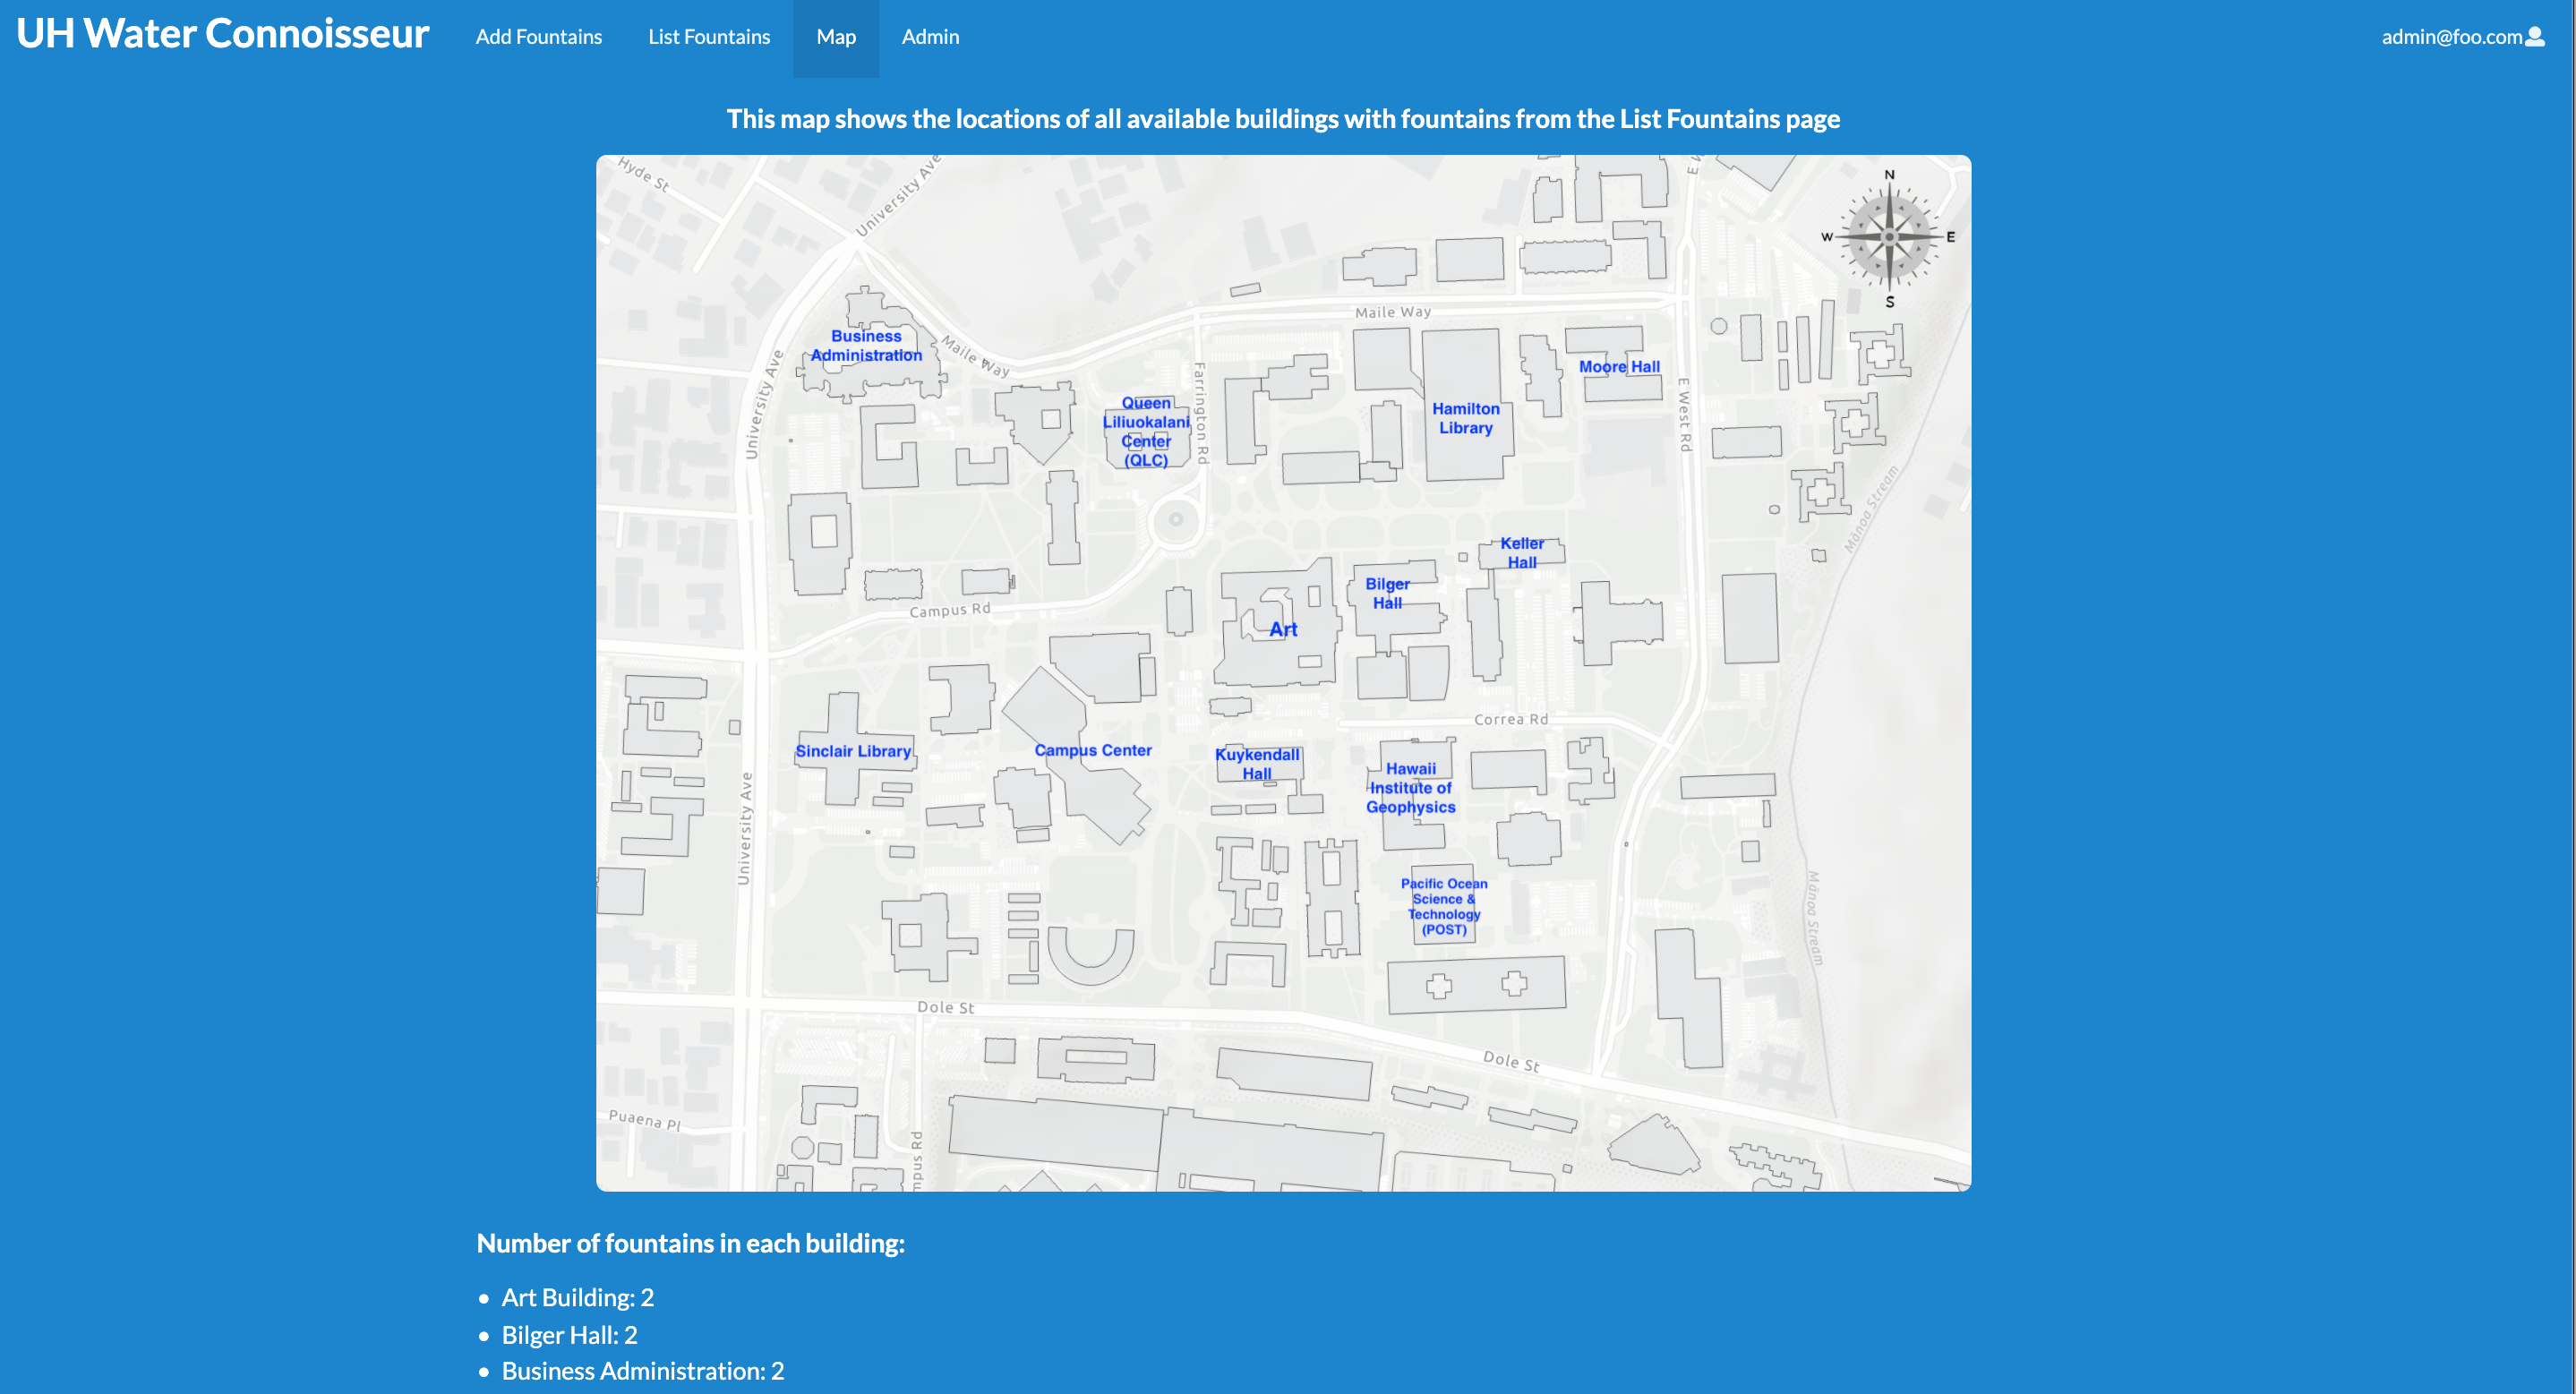 UH Water Connoisseur
Add Fountains
List Fountains
Map
Admin
admin@foo.com
This map shows the locations of all available buildings with fountains from the List Fountains page
Hyde St
University Ave
N
W
E
S
Maile Way
Business
Administration
Maile Way
Moore Hall
University Ave
Farrington Rd
E West Rd
Queen
Liliuokalani
Center
(QLC)
Hamilton
Library
Mānoa Stream
Keller
Hall
Bilger
Hall
Campus Rd
Art
Correa Rd
Sinclair Library
Campus Center
Kuykendall
Hall
Hawaii
Institute of
Geophysics
University Ave
Pacific Ocean
Science &
Technology
(POST)
Mānoa Stream
Dole St
Dole St
Puaena Pl
mpus Rd
Number of fountains in each building:
• Art Building: 2
• Bilger Hall: 2
• Business Administration: 2